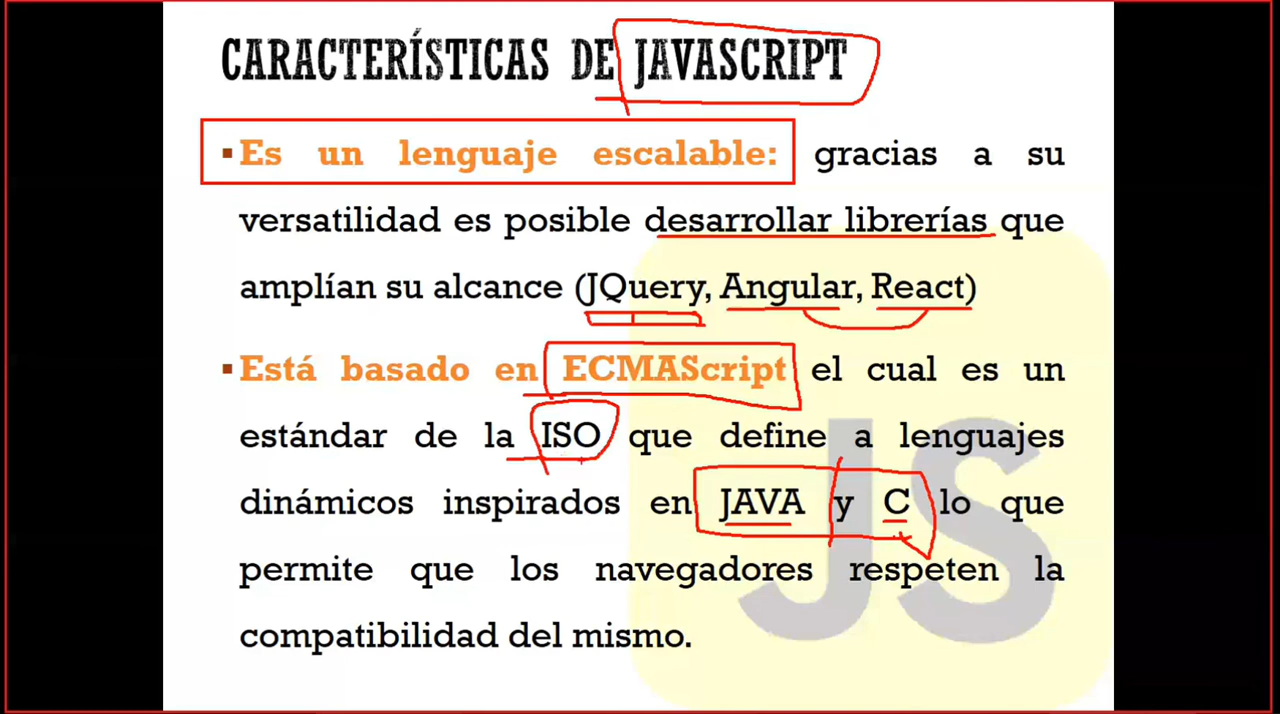 CARACTERÍSTICAS DE JAVASCRIPT
▪Es un lenguaje escalable: gracias a su
versatilidad es posible desarrollar librerías que
amplían su alcance (JQuery, Angular, React)
▪Está basado en ECMAScript el cual es un
estándar de la ISO que define a lenguajes
dinámicos inspirados en JAVA y C lo que
permite que los navegadores respeten la
compatibilidad del mismo.
JS